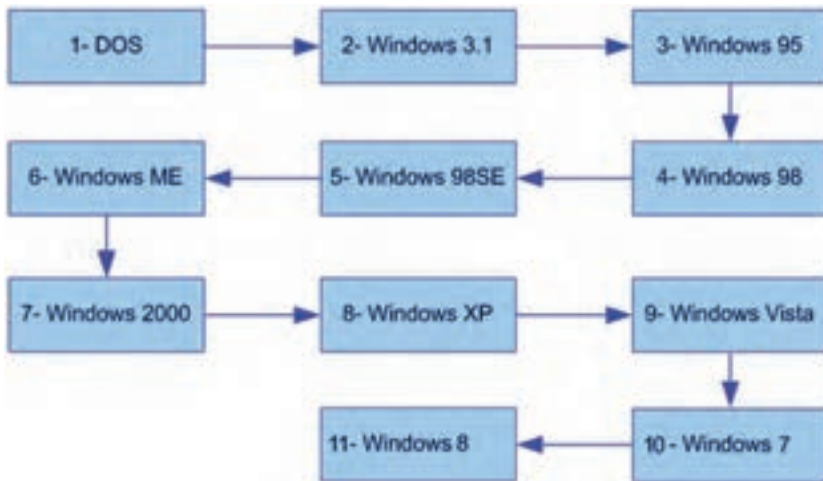 1- DOS
2- Windows 3.1
3- Windows 95
4- Windows 98
5- Windows 98SE
6- Windows ME
7- Windows 2000
8- Windows XP
9- Windows Vista
10- Windows 7
11- Windows 8